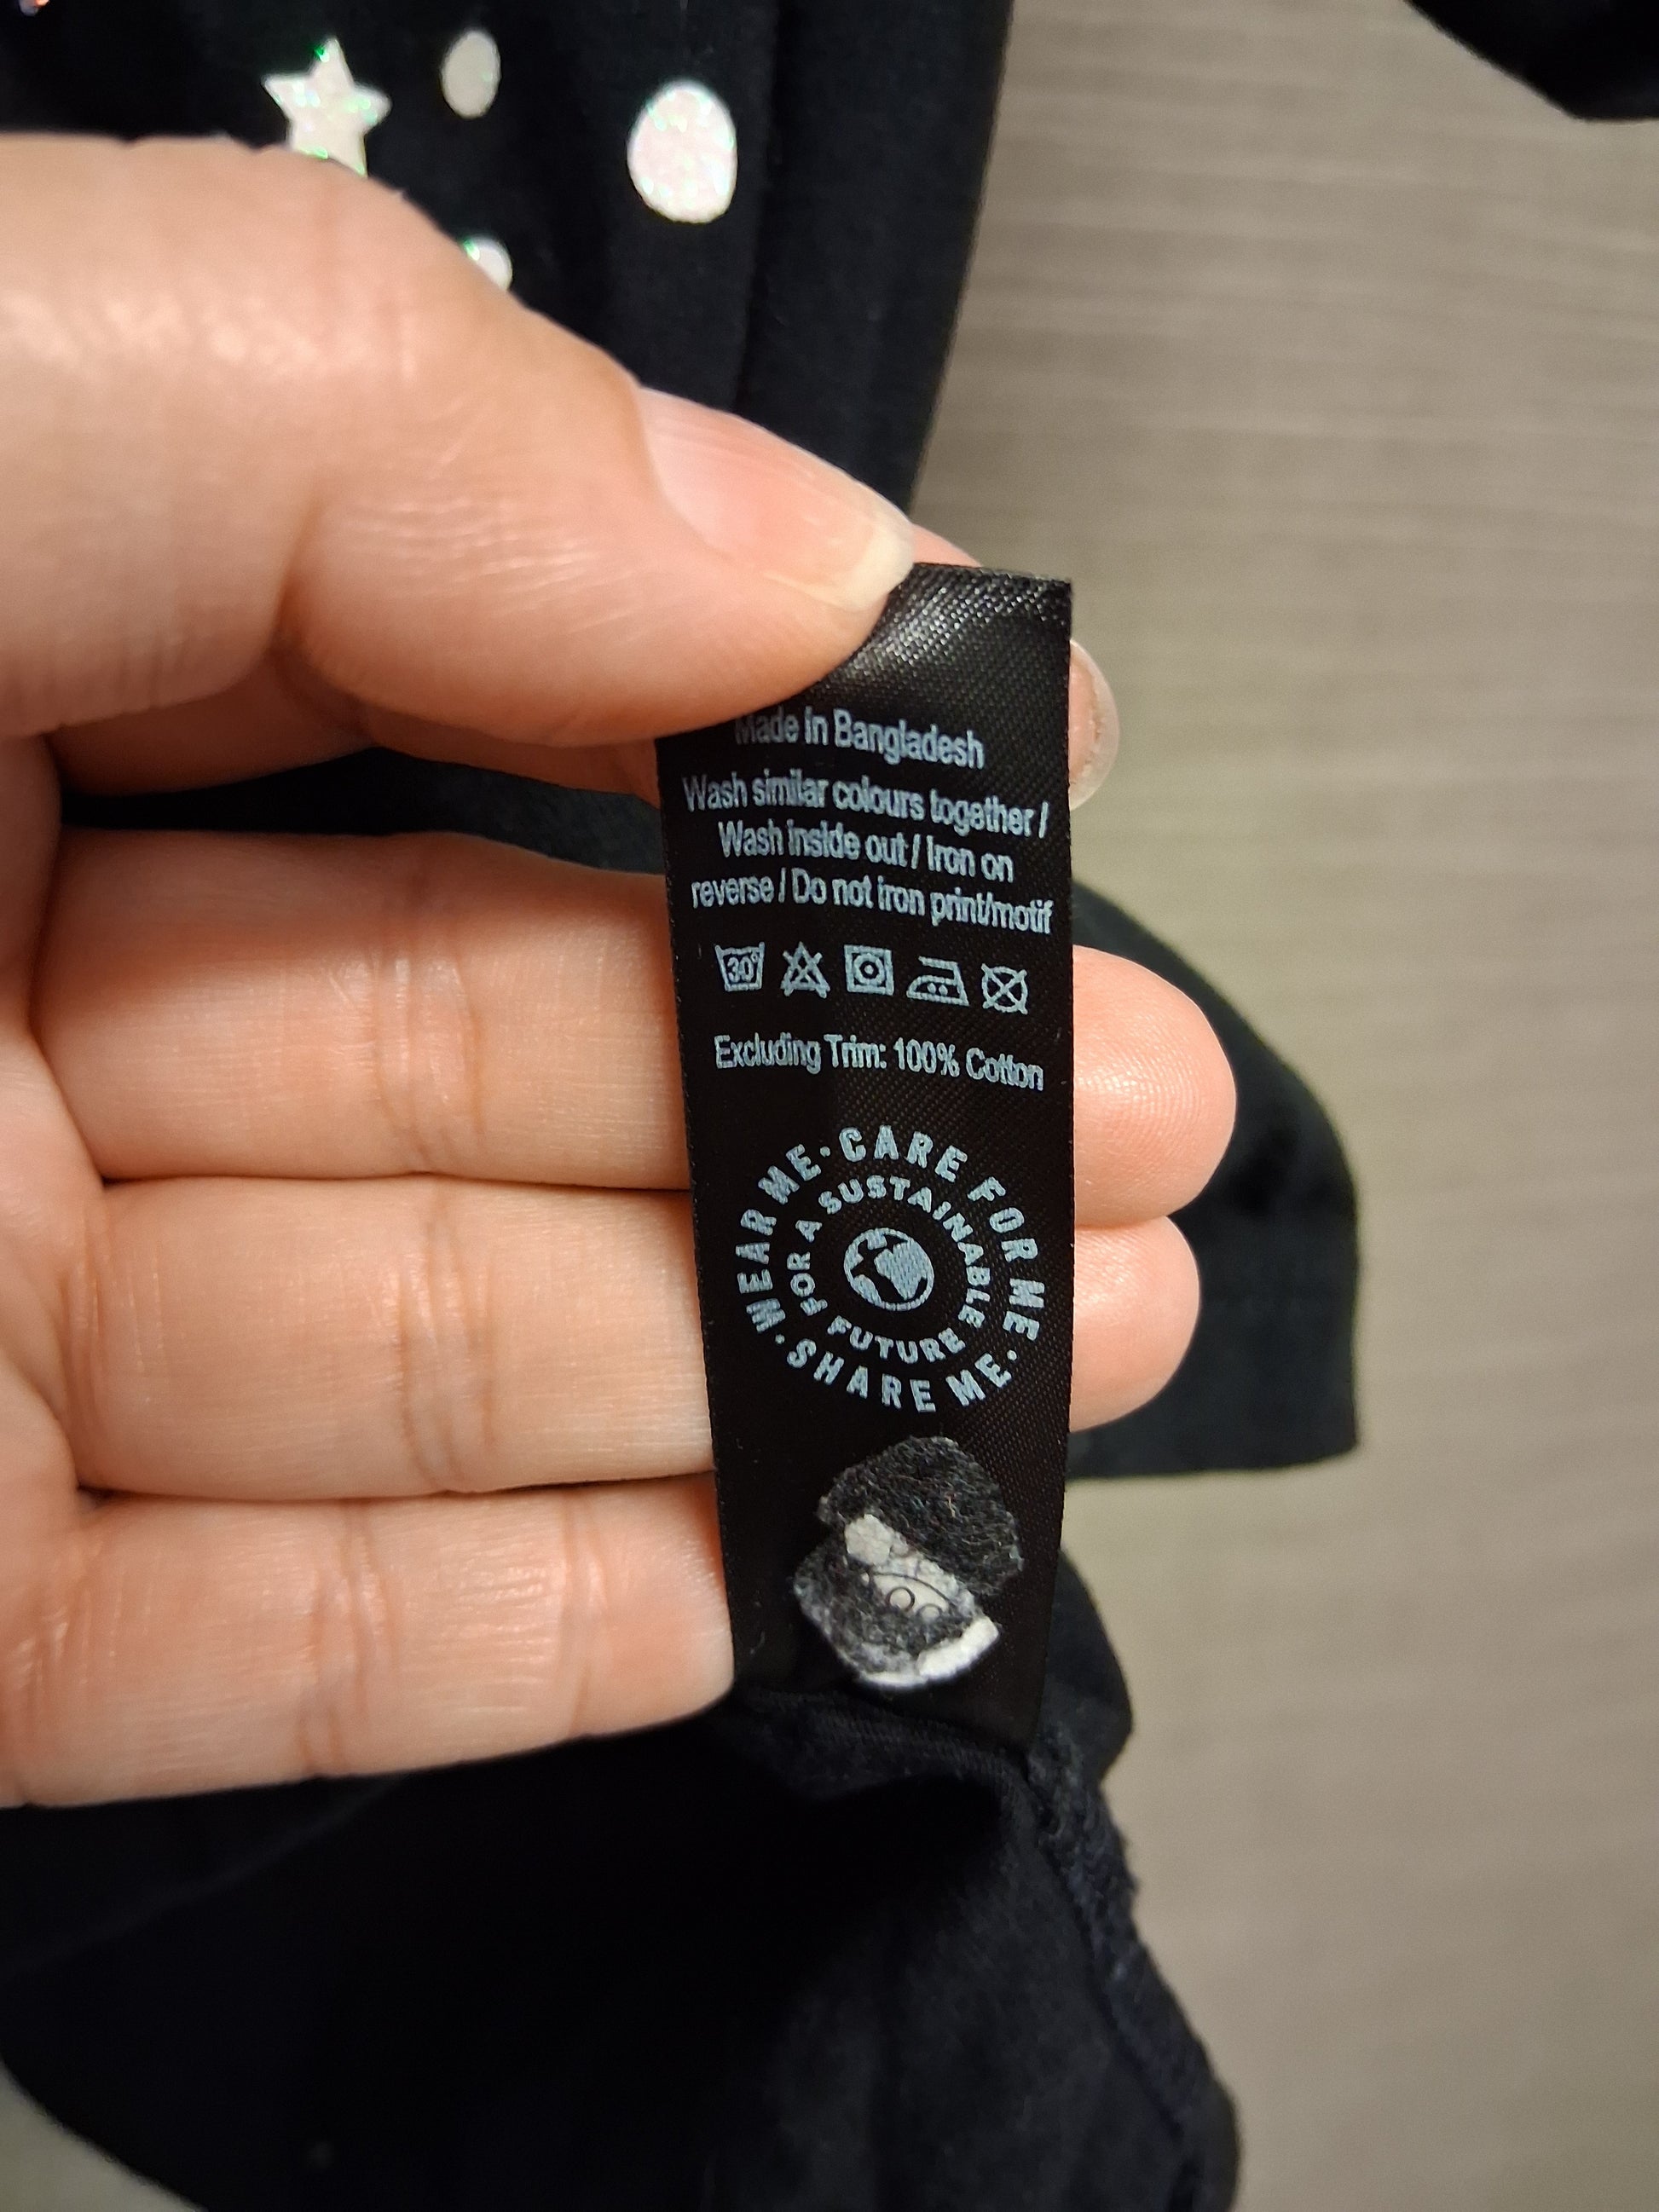 Made in Bangladesh
Wash similar colours together /
Wash inside out / Iron on
reverse / Do not iron print/motif
30°
Excluding Trim: 100% Cotton
WEAR ME · CARE FOR ME · SHARE ME ·
FOR A SUSTAINABLE FUTURE